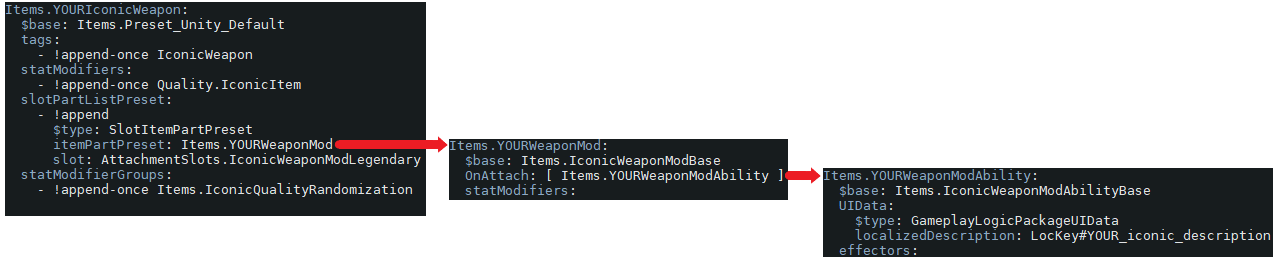 Items.YOURIconicWeapon:
  $base: Items.Preset_Unity_Default
  tags:
    - !append-once IconicWeapon
  statModifiers:
    - !append-once Quality.IconicItem
  slotPartListPreset:
    - !append
      $type: SlotItemPartPreset
      itemPartPreset: Items.YOURWeaponMod
      slot: AttachmentSlots.IconicWeaponModLegendary
  statModifierGroups:
    - !append-once Items.IconicQualityRandomization
Items.YOURWeaponMod:
  $base: Items.IconicWeaponModBase
  OnAttach: [ Items.YOURWeaponModAbility ]
  statModifiers:
Items.YOURWeaponModAbility:
  $base: Items.IconicWeaponModAbilityBase
  UIData:
    $type: GameplayLogicPackageUIData
    localizedDescription: LocKey#YOUR_iconic_description
  effectors: